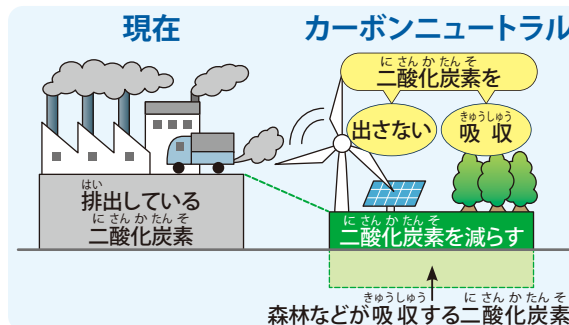 現在
カーボンニュートラル
にさんかたんそ
二酸化炭素を
出さない
きゅうしゅう
吸収
はい
排出している
にさんかたんそ
二酸化炭素
にさんかたんそ
二酸化炭素を減らす
きゅうしゅう にさんかたんそ
森林などが吸収する二酸化炭素